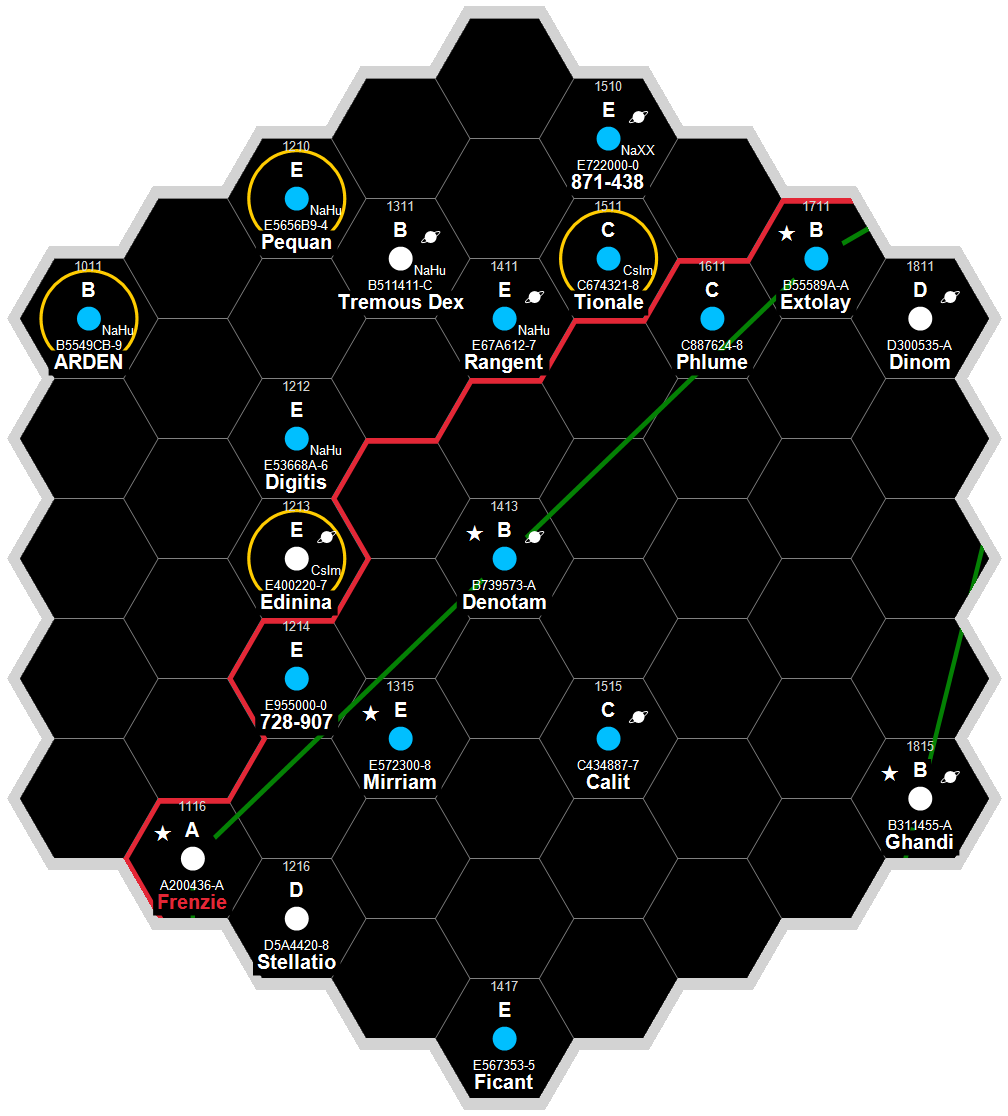 1510
E
NaXX
E722000-0
871-438
1210
E
NaHu
E5656B9-4
Pequan
1311
B
NaHu
B511411-C
Tremous Dex
1511
C
CsIm
C674321-8
Tionale
1711
B
B55589A-A
Extolay
1011
B
NaHu
B5549CB-9
ARDEN
1411
E
NaHu
E67A612-7
Rangent
1611
C
C887624-8
Phlume
1811
D
D300535-A
Dinom
1212
E
NaHu
E53668A-6
Digitis
1213
E
CsIm
E400220-7
Edinina
1413
B
B739573-A
Denotam
1214
E
E955000-0
728-907
1315
E
E572300-8
Mirriam
1515
C
C434887-7
Calit
1815
B
B311455-A
Ghandi
1116
A
A200436-A
Frenzie
1216
D
D5A4420-8
Stellatio
1417
E
E567353-5
Ficant